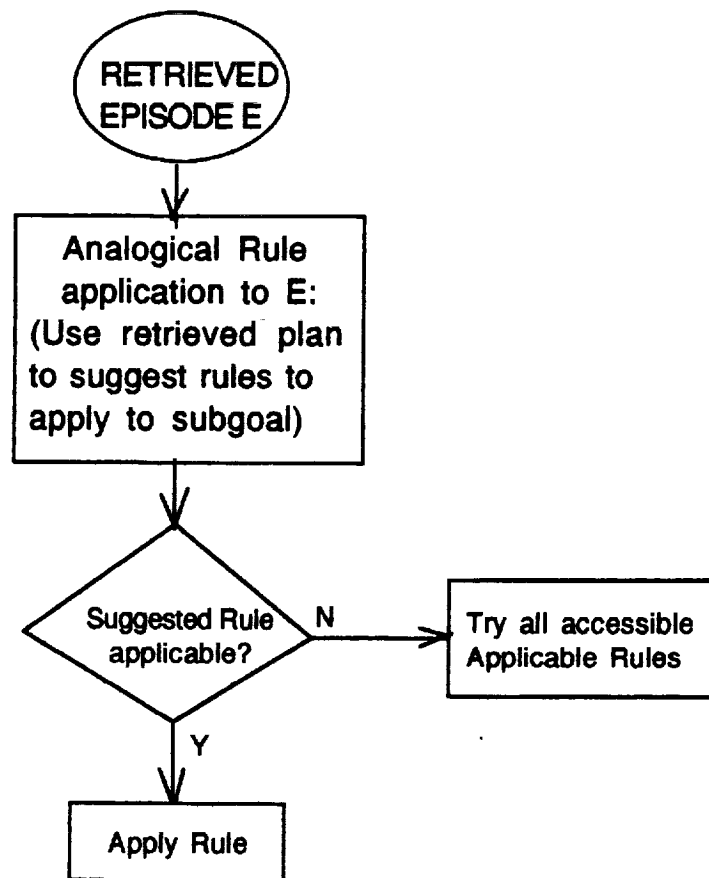 RETRIEVED
EPISODE E
Analogical Rule
application to E:
(Use retrieved plan
to suggest rules to
apply to subgoal)
Suggested Rule
applicable?
N
Try all accessible
Applicable Rules
Y
Apply Rule